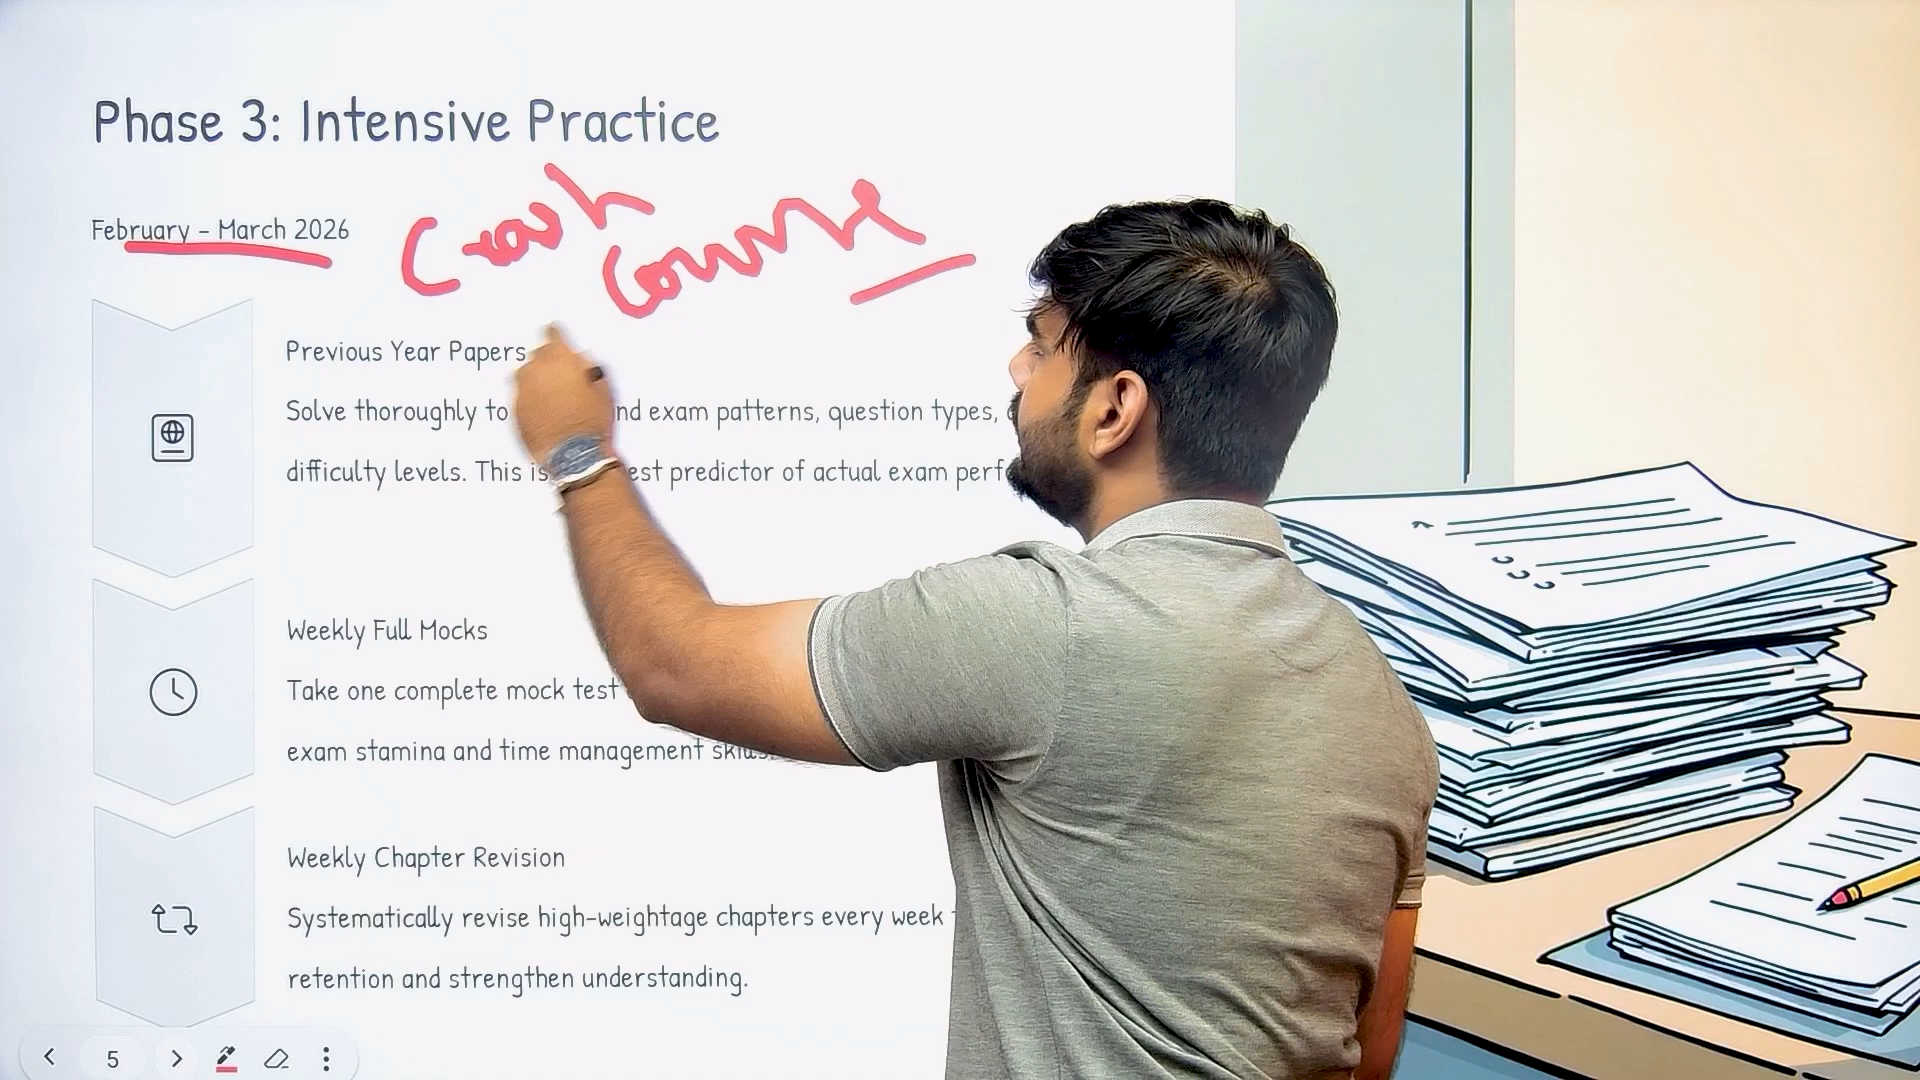 Phase 3: Intensive Practice
February - March 2026
Crash
Course
Previous Year Papers
Solve thoroughly to nd exam patterns, question types,
difficulty levels. This is est predictor of actual exam perfo
Weekly Full Mocks
Take one complete mock test
exam stamina and time management skills.
Weekly Chapter Revision
Systematically revise high-weightage chapters every week
retention and strengthen understanding.
5